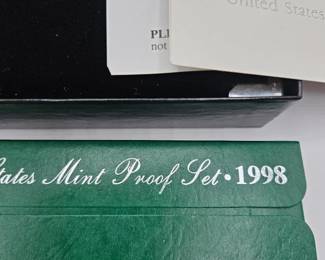 United States
PLE
not
States Mint Proof Set • 1998